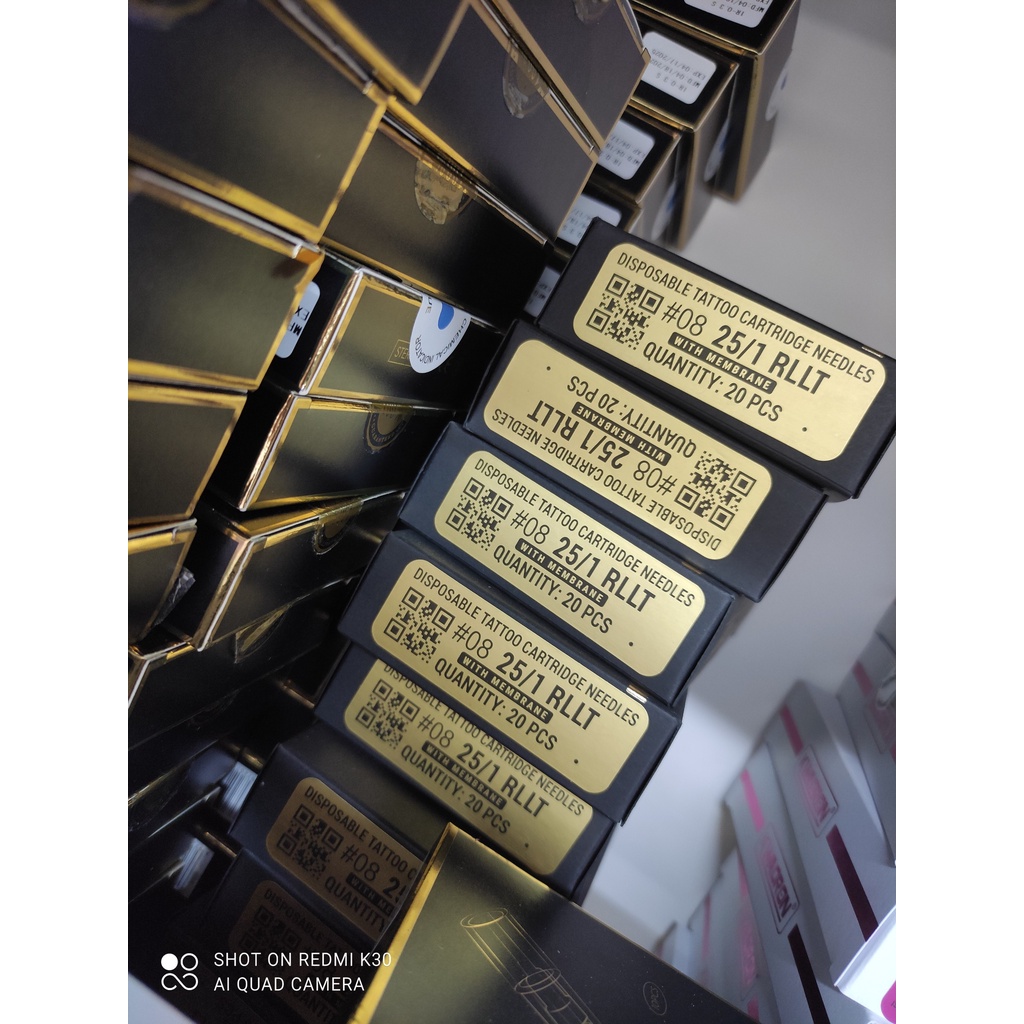 DISPOSABLE TATTOO CARTRIDGE NEEDLES
#08 25/1 RLLT
WITH MEMBRANE
QUANTITY: 20 PCS
DISPOSABLE TATTOO CARTRIDGE NEEDLES
#08 25/1 RLLT
WITH MEMBRANE
QUANTITY: 20 PCS
DISPOSABLE TATTOO CARTRIDGE NEEDLES
#08 25/1 RLLT
WITH MEMBRANE
QUANTITY: 20 PCS
DISPOSABLE TATTOO CARTRIDGE NEEDLES
#08 25/1 RLLT
WITH MEMBRANE
QUANTITY: 20 PCS
DISPOSABLE TATTOO CARTRIDGE NEEDLES
#08 25/1 RLLT
WITH MEMBRANE
QUANTITY: 20 PCS
DISPOSABLE TATTOO
#08
WITH
QUANTITY
DISPOSABLE
CHEMICAL INDICATOR
SHOT ON REDMI K30
AI QUAD CAMERA